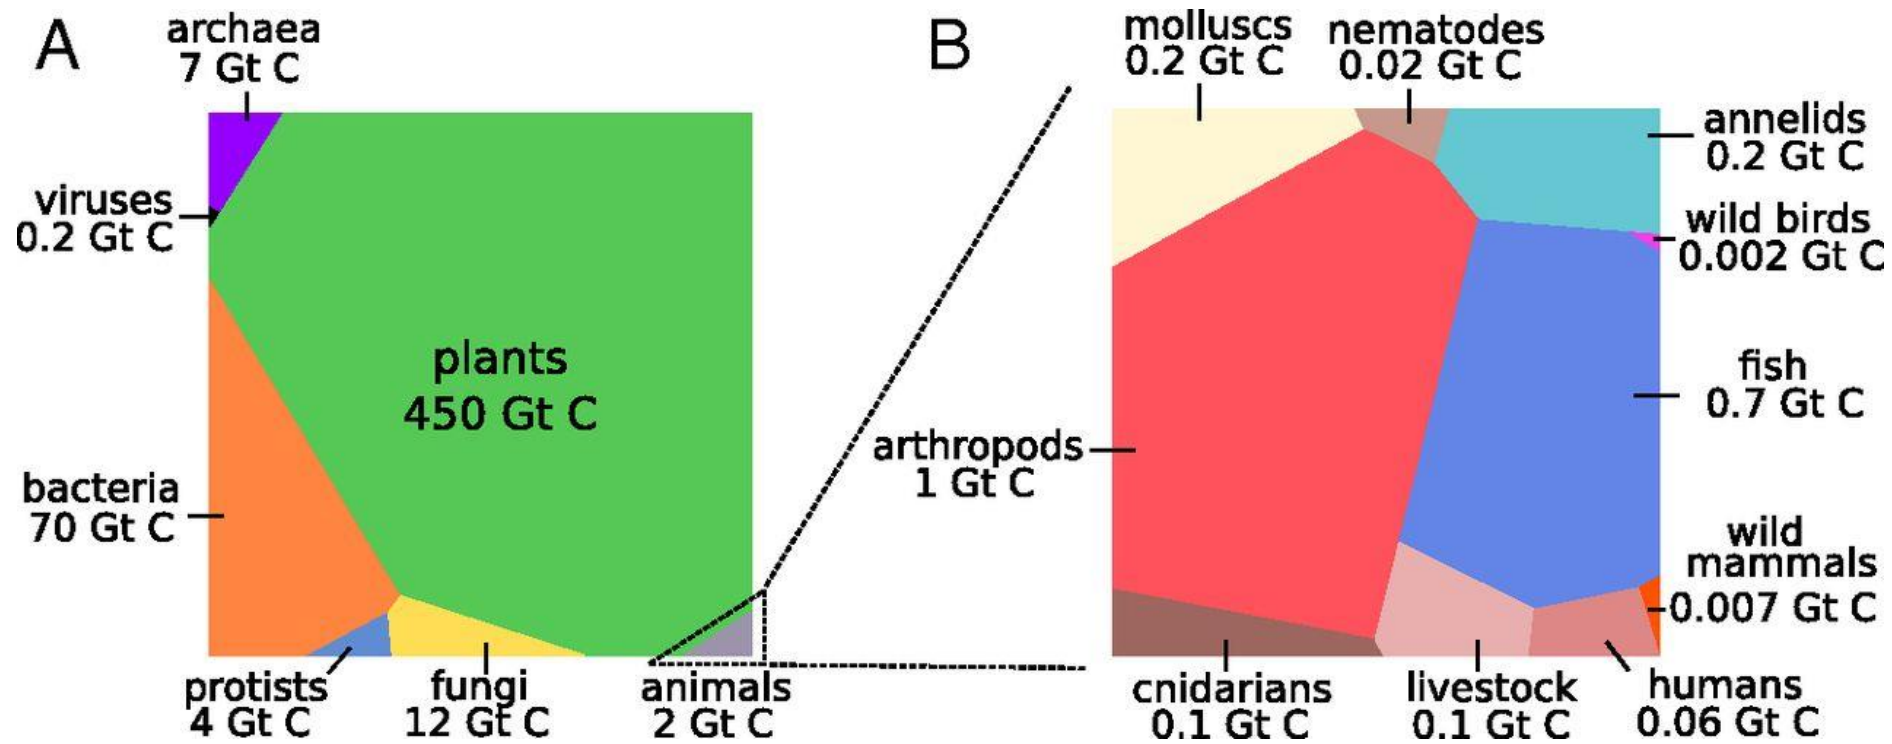 A
archaea
7 Gt C
viruses
0.2 Gt C
plants
450 Gt C
bacteria
70 Gt C
protists
4 Gt C
fungi
12 Gt C
animals
2 Gt C
B
molluscs
0.2 Gt C
nematodes
0.02 Gt C
annelids
0.2 Gt C
wild birds
0.002 Gt C
fish
0.7 Gt C
arthropods
1 Gt C
wild
mammals
0.007 Gt C
cnidarians
0.1 Gt C
livestock
0.1 Gt C
humans
0.06 Gt C